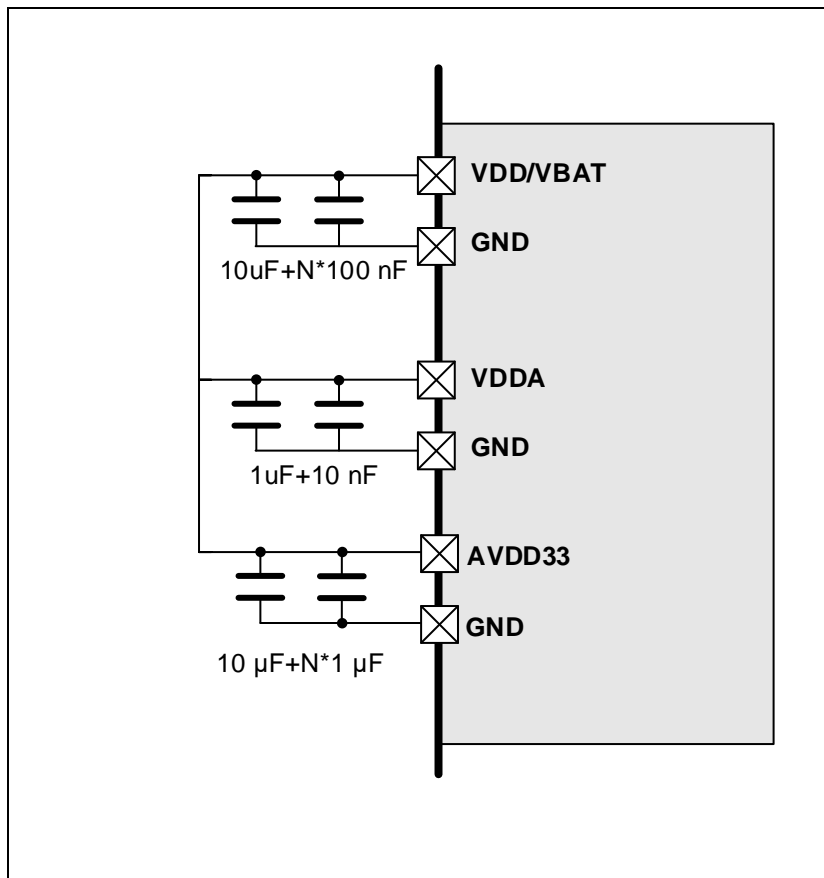 VDD/VBAT
GND
10uF+N*100 nF
VDDA
GND
1uF+10 nF
AVDD33
GND
10 µF+N*1 µF